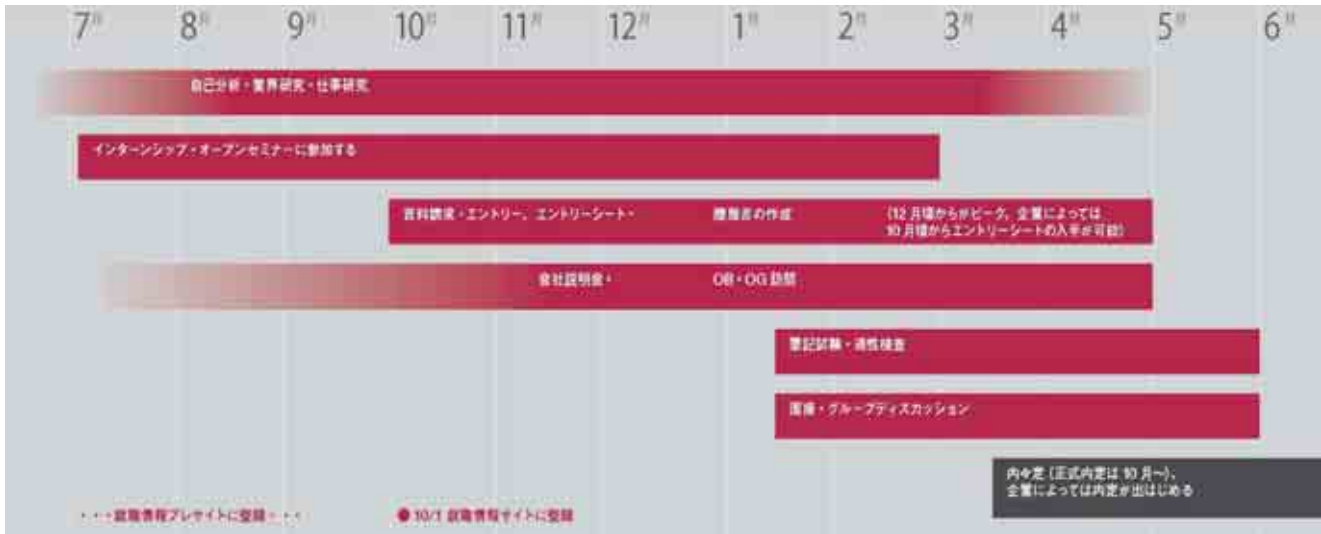 7月 8月 9月 10月 11月 12月 1月 2月 3月 4月 5月 6月
自己分析・業界研究・仕事研究
インターンシップ・オープンセミナーに参加する
資料請求・エントリー、エントリーシート・ 履歴書の作成 (12月頃からがピーク、企業によっては
10月頃からエントリーシートの入手が可能)
会社説明会・ OB・OG訪問
筆記試験・適性検査
面接・グループディスカッション
内々定(正式内定は10月〜)、
企業によっては内定が出はじめる
・・・就職情報プレサイトに登録・・・ ●10/1 就職情報サイトに登録